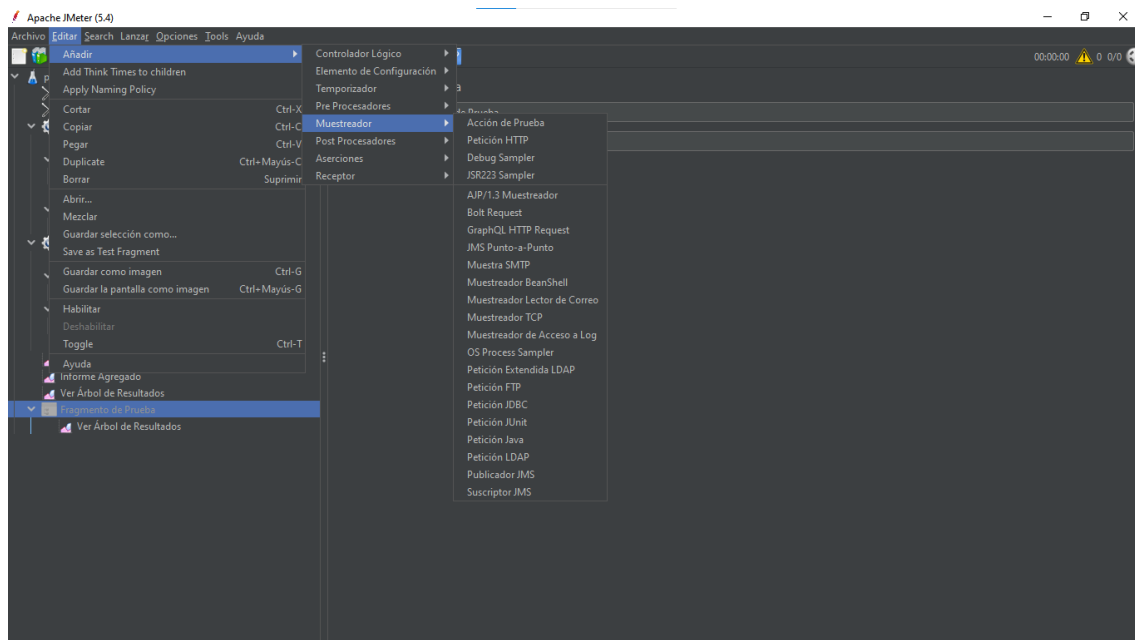 Apache JMeter (5.4)
Archivo Editar Search Lanzar Opciones Tools Ayuda
00:00:00 0 0/0
Añadir
Add Think Times to children
Apply Naming Policy
Cortar Ctrl-X
Copiar Ctrl-C
Pegar Ctrl-V
Duplicate Ctrl+Mayús-C
Borrar Suprimir
Abrir...
Mezclar
Guardar selección como...
Save as Test Fragment
Guardar como imagen Ctrl-G
Guardar la pantalla como imagen Ctrl+Mayús-G
Habilitar
Deshabilitar
Toggle Ctrl-T
Ayuda
Informe Agregado
Ver Árbol de Resultados
Fragmento de Prueba
Ver Árbol de Resultados
Controlador Lógico
Elemento de Configuración
Temporizador
Pre Procesadores
Muestreador
Post Procesadores
Aserciones
Receptor
de Prueba
Acción de Prueba
Petición HTTP
Debug Sampler
JSR223 Sampler
AJP/1.3 Muestreador
Bolt Request
GraphQL HTTP Request
JMS Punto-a-Punto
Muestra SMTP
Muestreador BeanShell
Muestreador Lector de Correo
Muestreador TCP
Muestreador de Acceso a Log
OS Process Sampler
Petición Extendida LDAP
Petición FTP
Petición JDBC
Petición JUnit
Petición Java
Petición LDAP
Publicador JMS
Suscriptor JMS